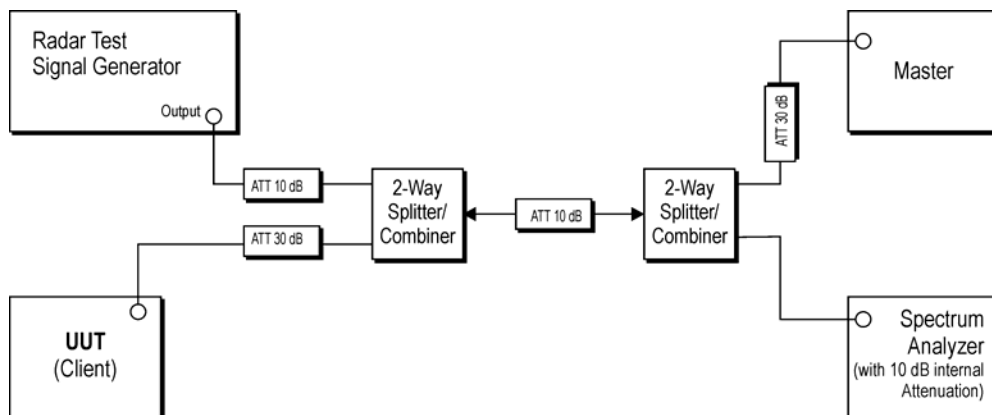 Radar Test
Signal Generator
Output
ATT 10 dB
ATT 30 dB
2-Way
Splitter/
Combiner
ATT 10 dB
2-Way
Splitter/
Combiner
ATT 30 dB
Master
UUT
(Client)
Spectrum
Analyzer
(with 10 dB internal
Attenuation)